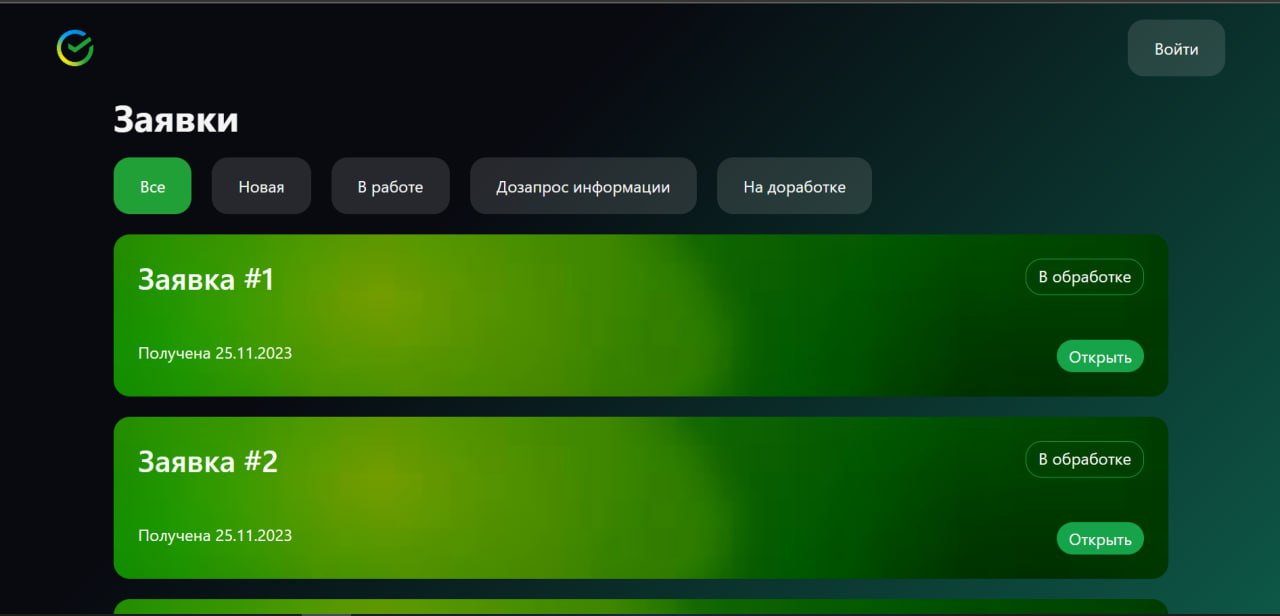 Войти
Заявки
Все Новая В работе Дозапрос информации На доработке
Заявка #1
В обработке
Получена 25.11.2023
Открыть
Заявка #2
В обработке
Получена 25.11.2023
Открыть